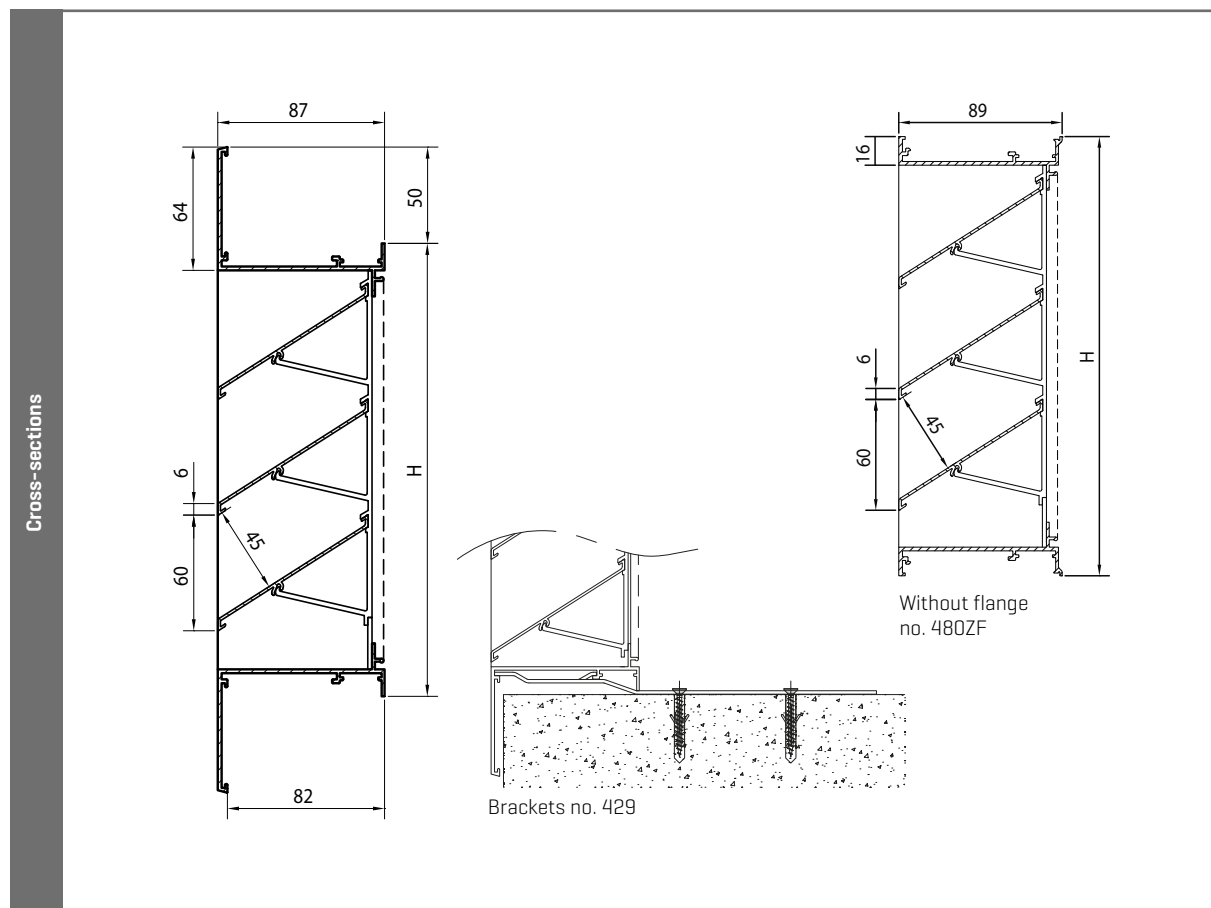 Cross-sections
87
64
50
6
45
60
H
82
Brackets no. 429
89
16
6
45
60
H
Without flange
no. 480ZF